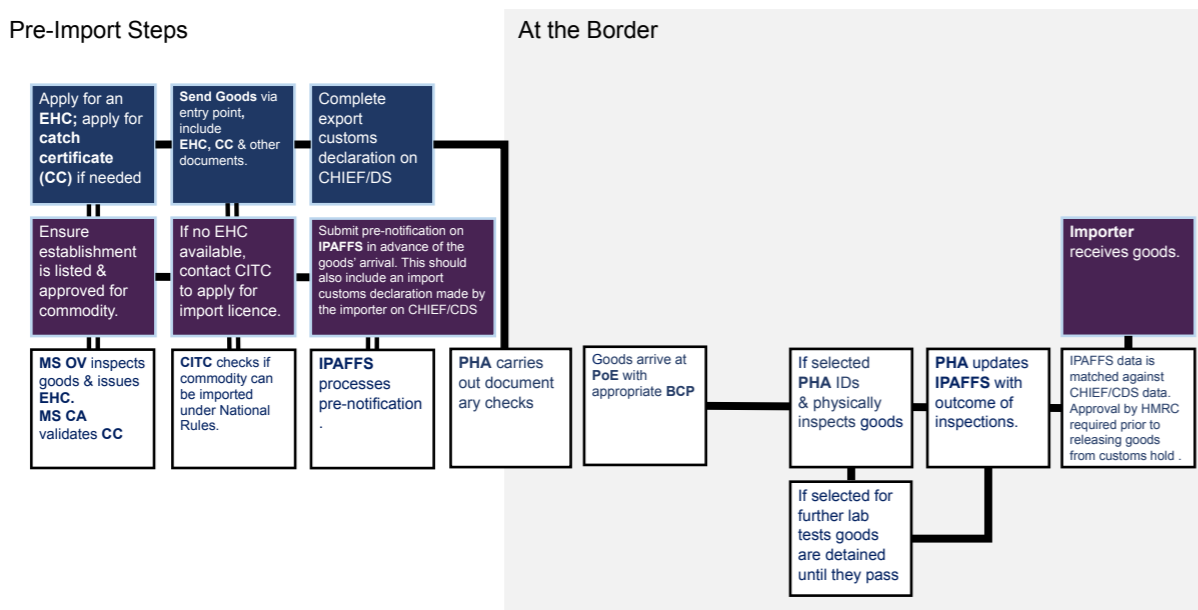 Pre-Import Steps
At the Border
Apply for an
EHC; apply for
catch
certificate
(CC) if needed
Send Goods via
entry point,
include
EHC, CC & other
documents.
Complete
export
customs
declaration on
CHIEF/DS
Ensure
establishment
is listed &
approved for
commodity.
If no EHC
available,
contact CITC
to apply for
import licence.
Submit pre-notification on
IPAFFS in advance of the
goods' arrival. This should
also include an import
customs declaration made by
the importer on CHIEF/CDS
Importer
receives goods.
MS OV inspects
goods & issues
EHC.
MS CA
validates CC
CITC checks if
commodity can
be imported
under National
Rules.
IPAFFS
processes
pre-notification
.
PHA carries
out document
ary checks
Goods arrive at
PoE with
appropriate BCP
If selected
PHA IDs
& physically
inspects goods
PHA updates
IPAFFS with
outcome of
inspections.
IPAFFS data is
matched against
CHIEF/CDS data.
Approval by HMRC
required prior to
releasing goods
from customs hold .
If selected for
further lab
tests goods
are detained
until they pass